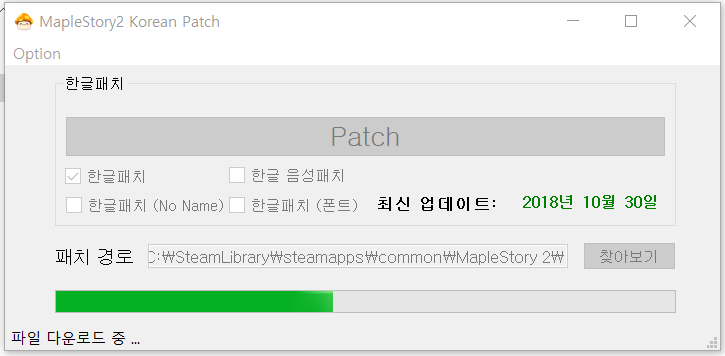 MapleStory2 Korean Patch
Option
한글패치
Patch
한글패치
한글 음성패치
한글패치 (No Name)
한글패치 (폰트)
최신 업데이트:
2018년 10월 30일
패치 경로
C:₩SteamLibrary₩steamapps₩common₩MapleStory 2₩
찾아보기
파일 다운로드 중 ...